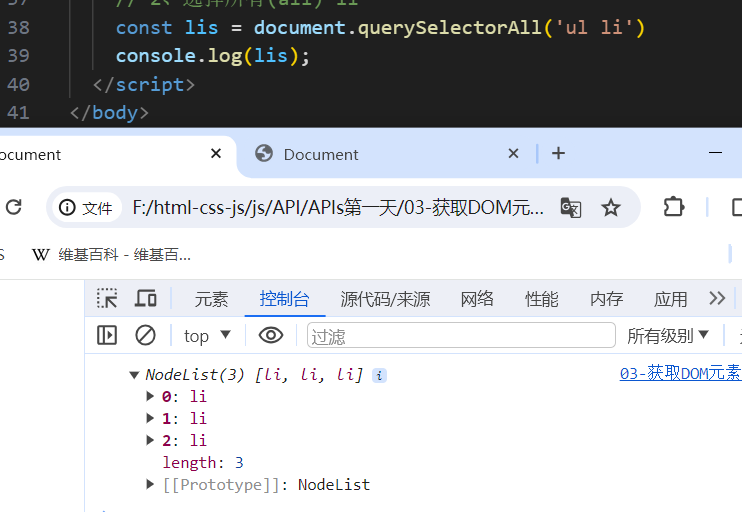 37 // 2、选择所有(all) li
38 const lis = document.querySelectorAll('ul li')
39 console.log(lis);
40 </script>
41 </body>
ocument × Document × +
文件 F:/html-css-js/js/API/APIs第一天/03-获取DOM元...
S W 维基百科 - 维基百...
元素 控制台 源代码/来源 网络 性能 内存 应用 »
top ▼ 过滤 所有级别 ▼
▼ NodeList(3) [li, li, li] i 03-获取DOM元素
▶ 0: li
▶ 1: li
▶ 2: li
length: 3
▶ [[Prototype]]: NodeList